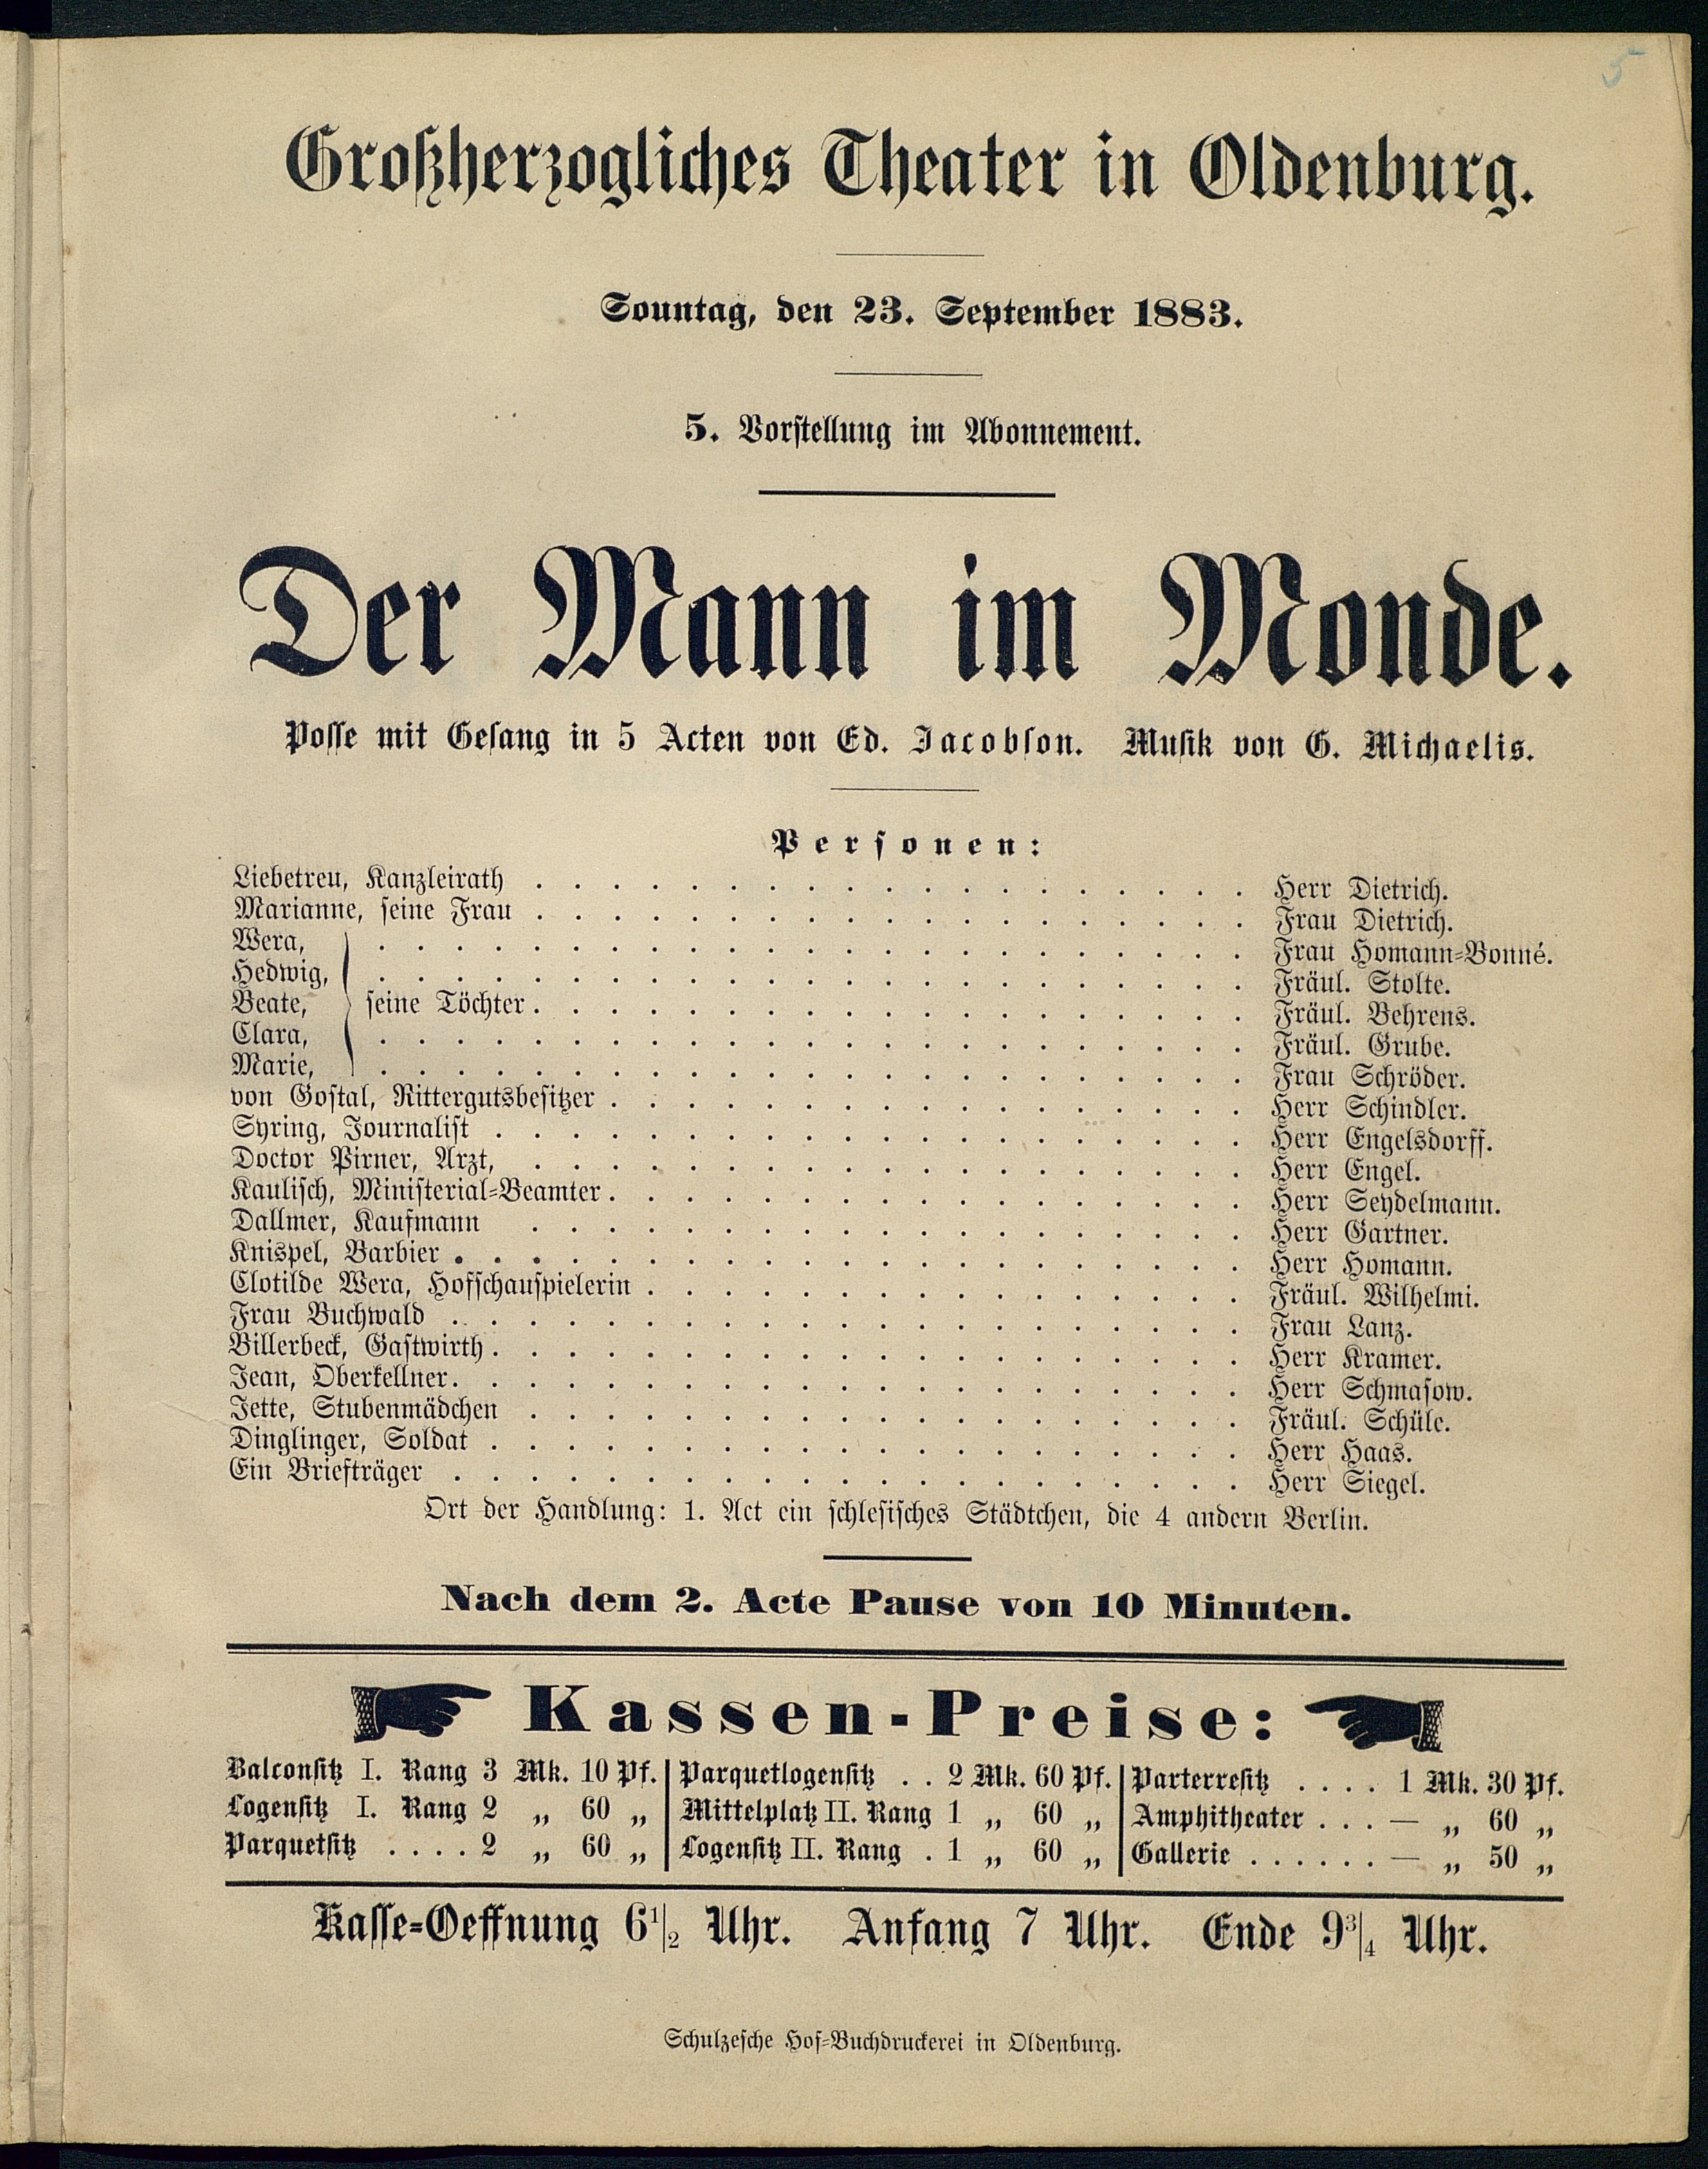 5
Großherzogliches Theater in Oldenburg.
Sonntag, den 23. September 1883.
5. Vorstellung im Abonnement.
Der Mann im Monde.
Posse mit Gesang in 5 Acten von Ed. Jacobson. Musik von G. Michaelis.
Personen:
Liebetreu, Kanzleirath . . . . . . . . . . . . . . . . . . . Herr Dietrich.
Marianne, seine Frau . . . . . . . . . . . . . . . . . . . Frau Dietrich.
Wera, . . . . . . . . . . . . . . . . . . . . . . . Frau Homann-Bonné.
Hedwig, . . . . . . . . . . . . . . . . . . . . . . . Fräul. Stolte.
Beate, seine Töchter . . . . . . . . . . . . . . . . . . . Fräul. Behrens.
Clara, . . . . . . . . . . . . . . . . . . . . . . . Fräul. Grube.
Marie, . . . . . . . . . . . . . . . . . . . . . . . Frau Schröder.
von Gostal, Rittergutsbesitzer . . . . . . . . . . . . . . . . . Herr Schindler.
Syring, Journalist . . . . . . . . . . . . . . . . . . . . Herr Engelsdorff.
Doctor Pirner, Arzt, . . . . . . . . . . . . . . . . . . . Herr Engel.
Kaulisch, Ministerial-Beamter . . . . . . . . . . . . . . . . . Herr Seydelmann.
Dallmer, Kaufmann . . . . . . . . . . . . . . . . . . . Herr Gartner.
Knispel, Barbier . . . . . . . . . . . . . . . . . . . . . Herr Homann.
Clotilde Wera, Hofschauspielerin . . . . . . . . . . . . . . . . Fräul. Wilhelmi.
Frau Buchwald . . . . . . . . . . . . . . . . . . . . . Frau Lanz.
Billerbeck, Gastwirth . . . . . . . . . . . . . . . . . . . . Herr Kramer.
Jean, Oberkellner . . . . . . . . . . . . . . . . . . . . . Herr Schmasow.
Jette, Stubenmädchen . . . . . . . . . . . . . . . . . . . Fräul. Schüle.
Dinglinger, Soldat . . . . . . . . . . . . . . . . . . . . Herr Haas.
Ein Briefträger . . . . . . . . . . . . . . . . . . . . . Herr Siegel.
Ort der Handlung: 1. Act ein schlesisches Städtchen, die 4 andern Berlin.
Nach dem 2. Acte Pause von 10 Minuten.
Kassen-Preise:
Balconsitz I. Rang 3 Mk. 10 Pf. Parquetlogensitz . . 2 Mk. 60 Pf. Parterresitz . . . . 1 Mk. 30 Pf.
Logensitz I. Rang 2 „ 60 „ Mittelplatz II. Rang 1 „ 60 „ Amphitheater . . . — „ 60 „
Parquetsitz . . . . 2 „ 60 „ Logensitz II. Rang . 1 „ 60 „ Gallerie . . . . . . — „ 50 „
Kasse-Oeffnung 6½ Uhr. Anfang 7 Uhr. Ende 9¾ Uhr.
Schulzesche Hof-Buchdruckerei in Oldenburg.